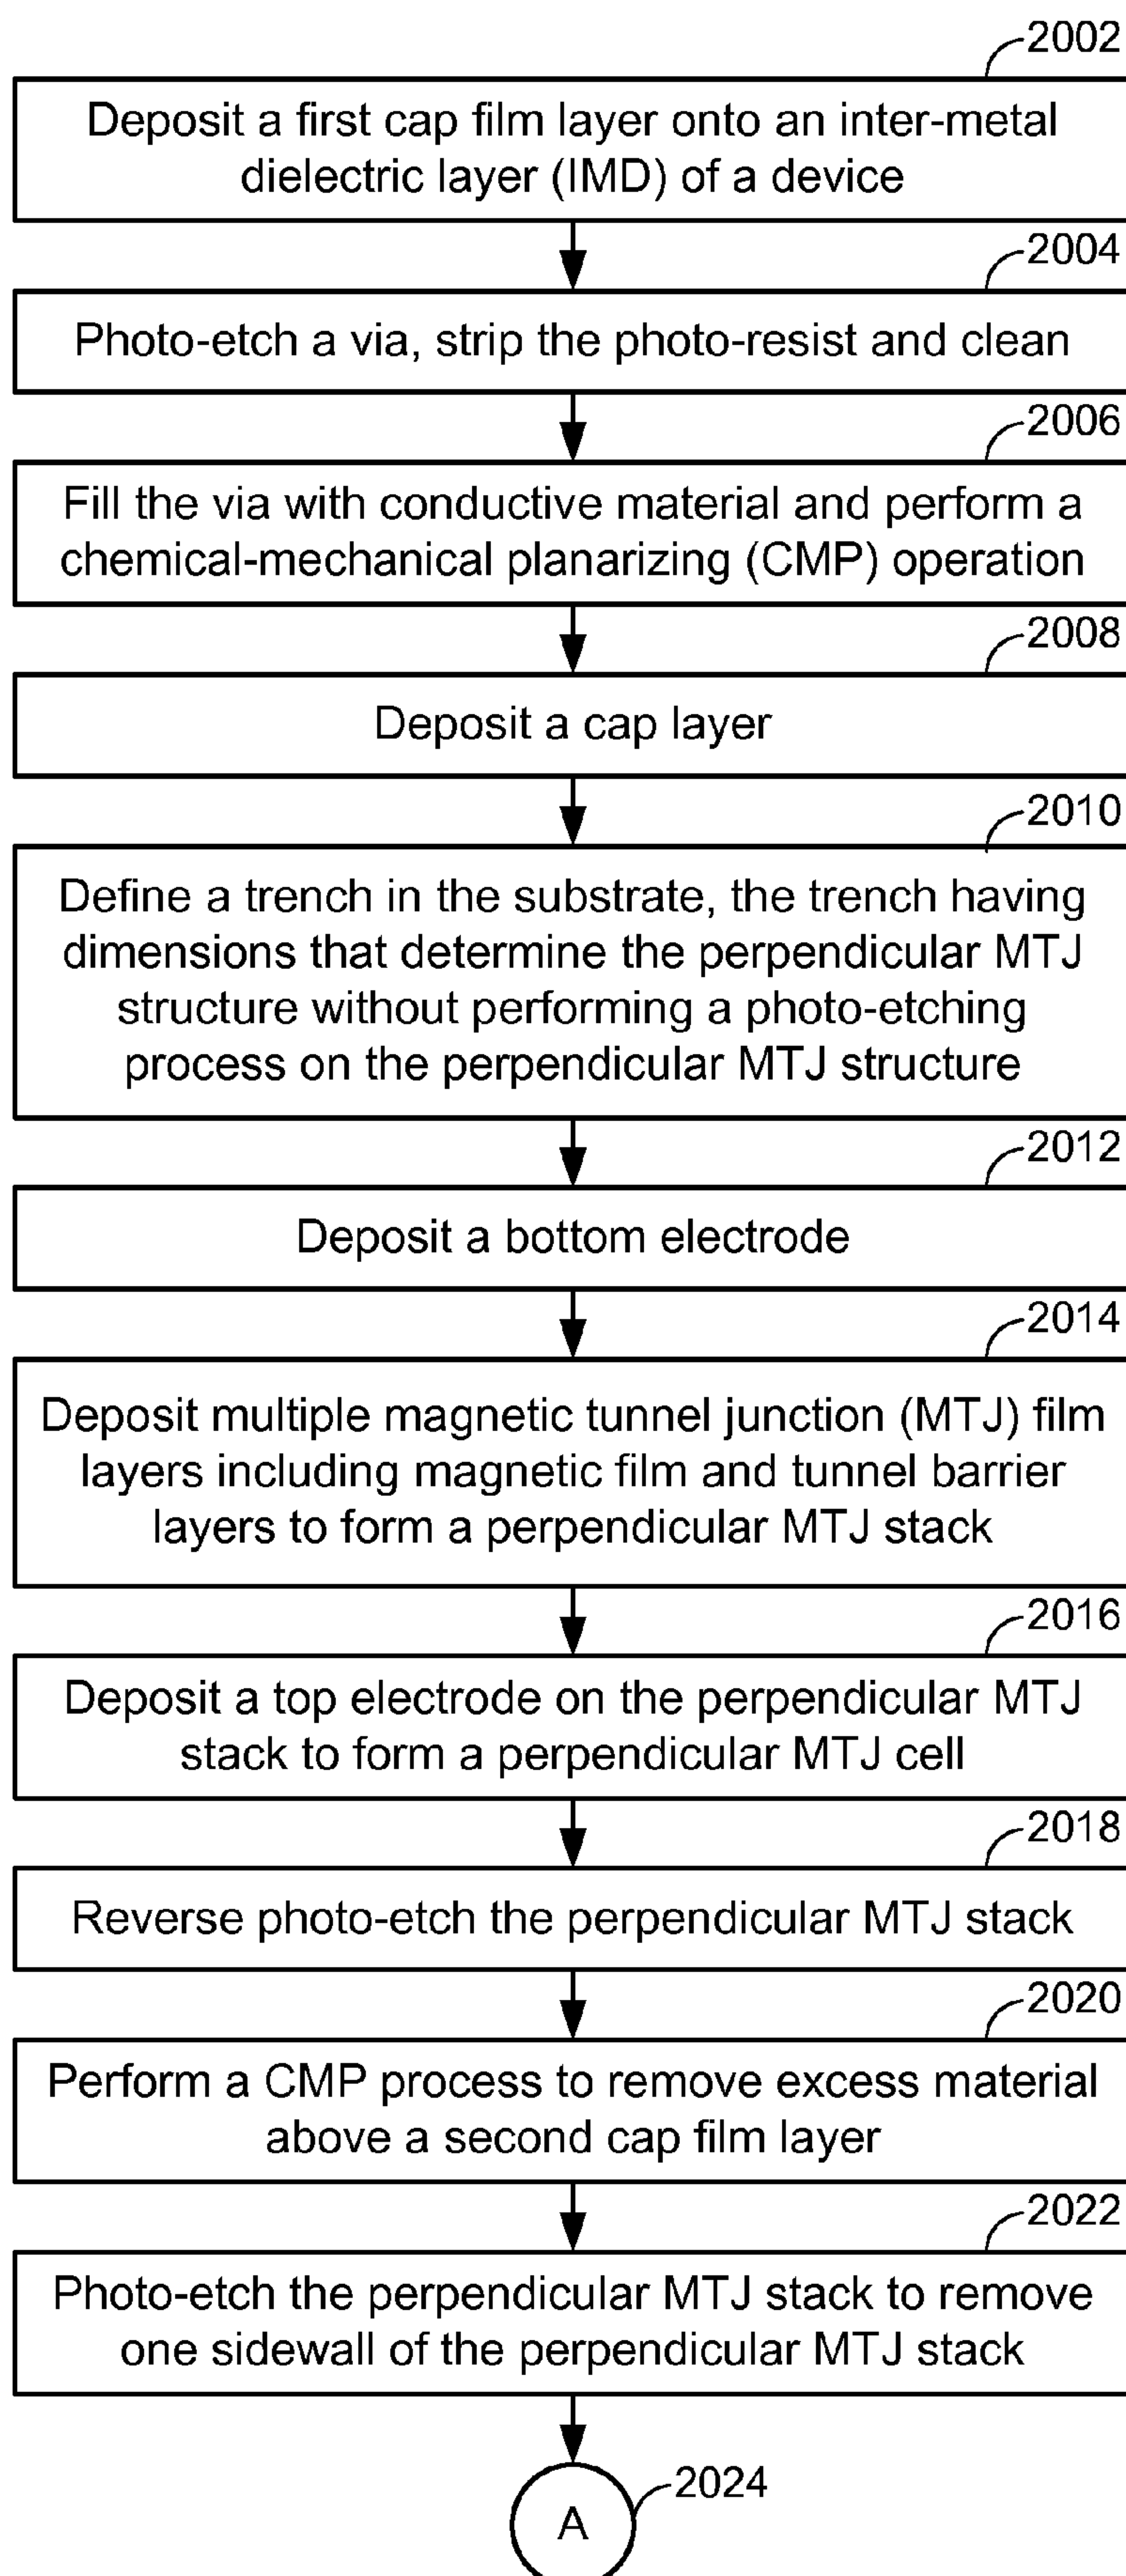 2002
Deposit a first cap film layer onto an inter-metal
dielectric layer (IMD) of a device
2004
Photo-etch a via, strip the photo-resist and clean
2006
Fill the via with conductive material and perform a
chemical-mechanical planarizing (CMP) operation
2008
Deposit a cap layer
2010
Define a trench in the substrate, the trench having
dimensions that determine the perpendicular MTJ
structure without performing a photo-etching
process on the perpendicular MTJ structure
2012
Deposit a bottom electrode
2014
Deposit multiple magnetic tunnel junction (MTJ) film
layers including magnetic film and tunnel barrier
layers to form a perpendicular MTJ stack
2016
Deposit a top electrode on the perpendicular MTJ
stack to form a perpendicular MTJ cell
2018
Reverse photo-etch the perpendicular MTJ stack
2020
Perform a CMP process to remove excess material
above a second cap film layer
2022
Photo-etch the perpendicular MTJ stack to remove
one sidewall of the perpendicular MTJ stack
2024
A